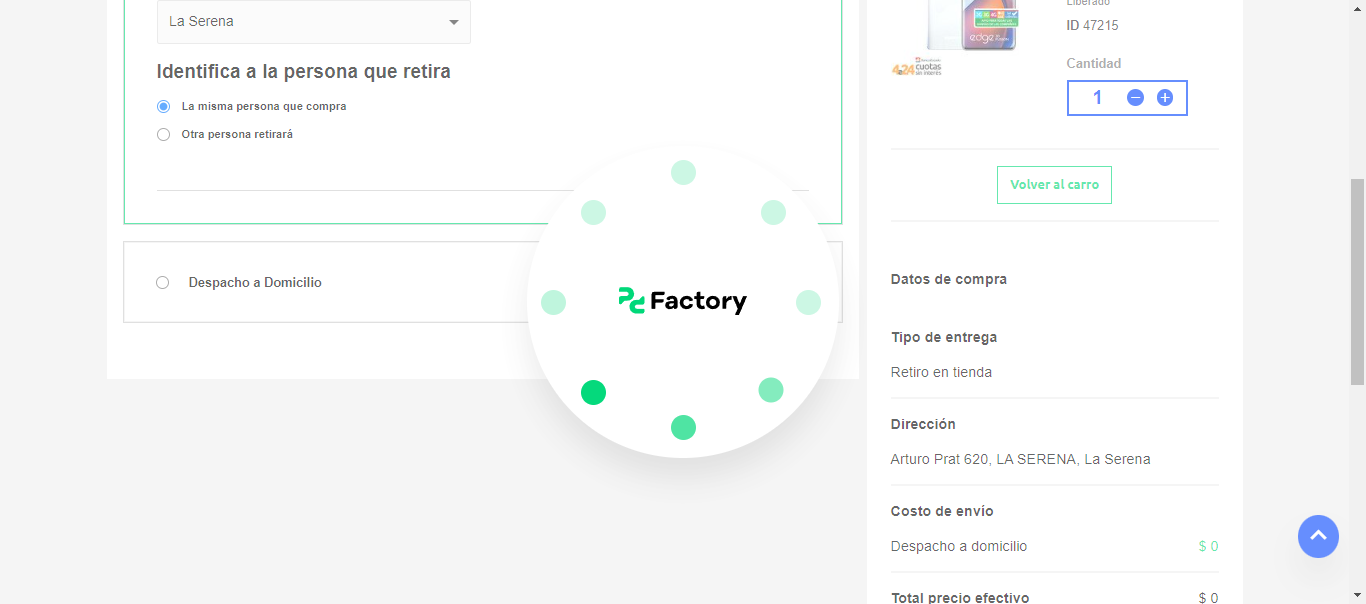 La Serena
Identifica a la persona que retira
La misma persona que compra
Otra persona retirará
Despacho a Domicilio
Factory
Liberado
ID 47215
edge
cuotas
sin interés
Cantidad
1
Volver al carro
Datos de compra
Tipo de entrega
Retiro en tienda
Dirección
Arturo Prat 620, LA SERENA, La Serena
Costo de envío
Despacho a domicilio $ 0
Total precio efectivo $ 0